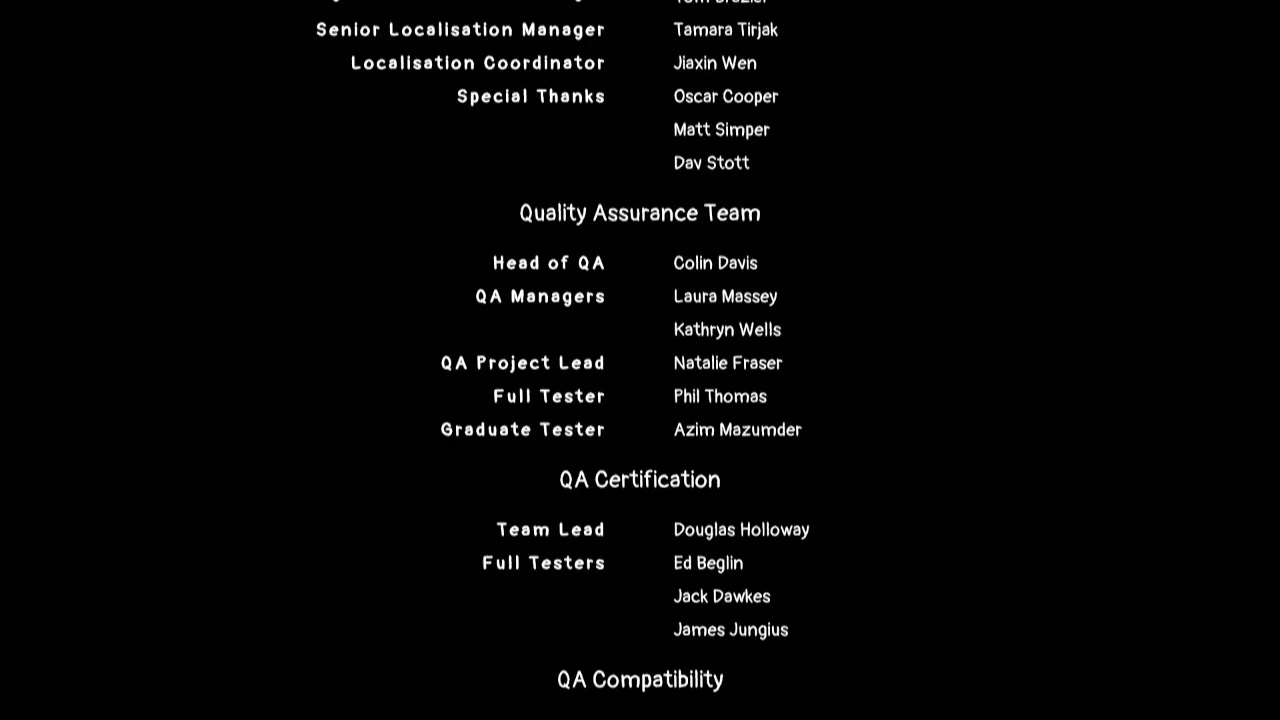 Senior Localisation Manager Tamara Tirjak
Localisation Coordinator Jiaxin Wen
Special Thanks Oscar Cooper
Matt Simper
Dav Stott
Quality Assurance Team
Head of QA Colin Davis
QA Managers Laura Massey
Kathryn Wells
QA Project Lead Natalie Fraser
Full Tester Phil Thomas
Graduate Tester Azim Mazumder
QA Certification
Team Lead Douglas Holloway
Full Testers Ed Beglin
Jack Dawkes
James Jungius
QA Compatibility